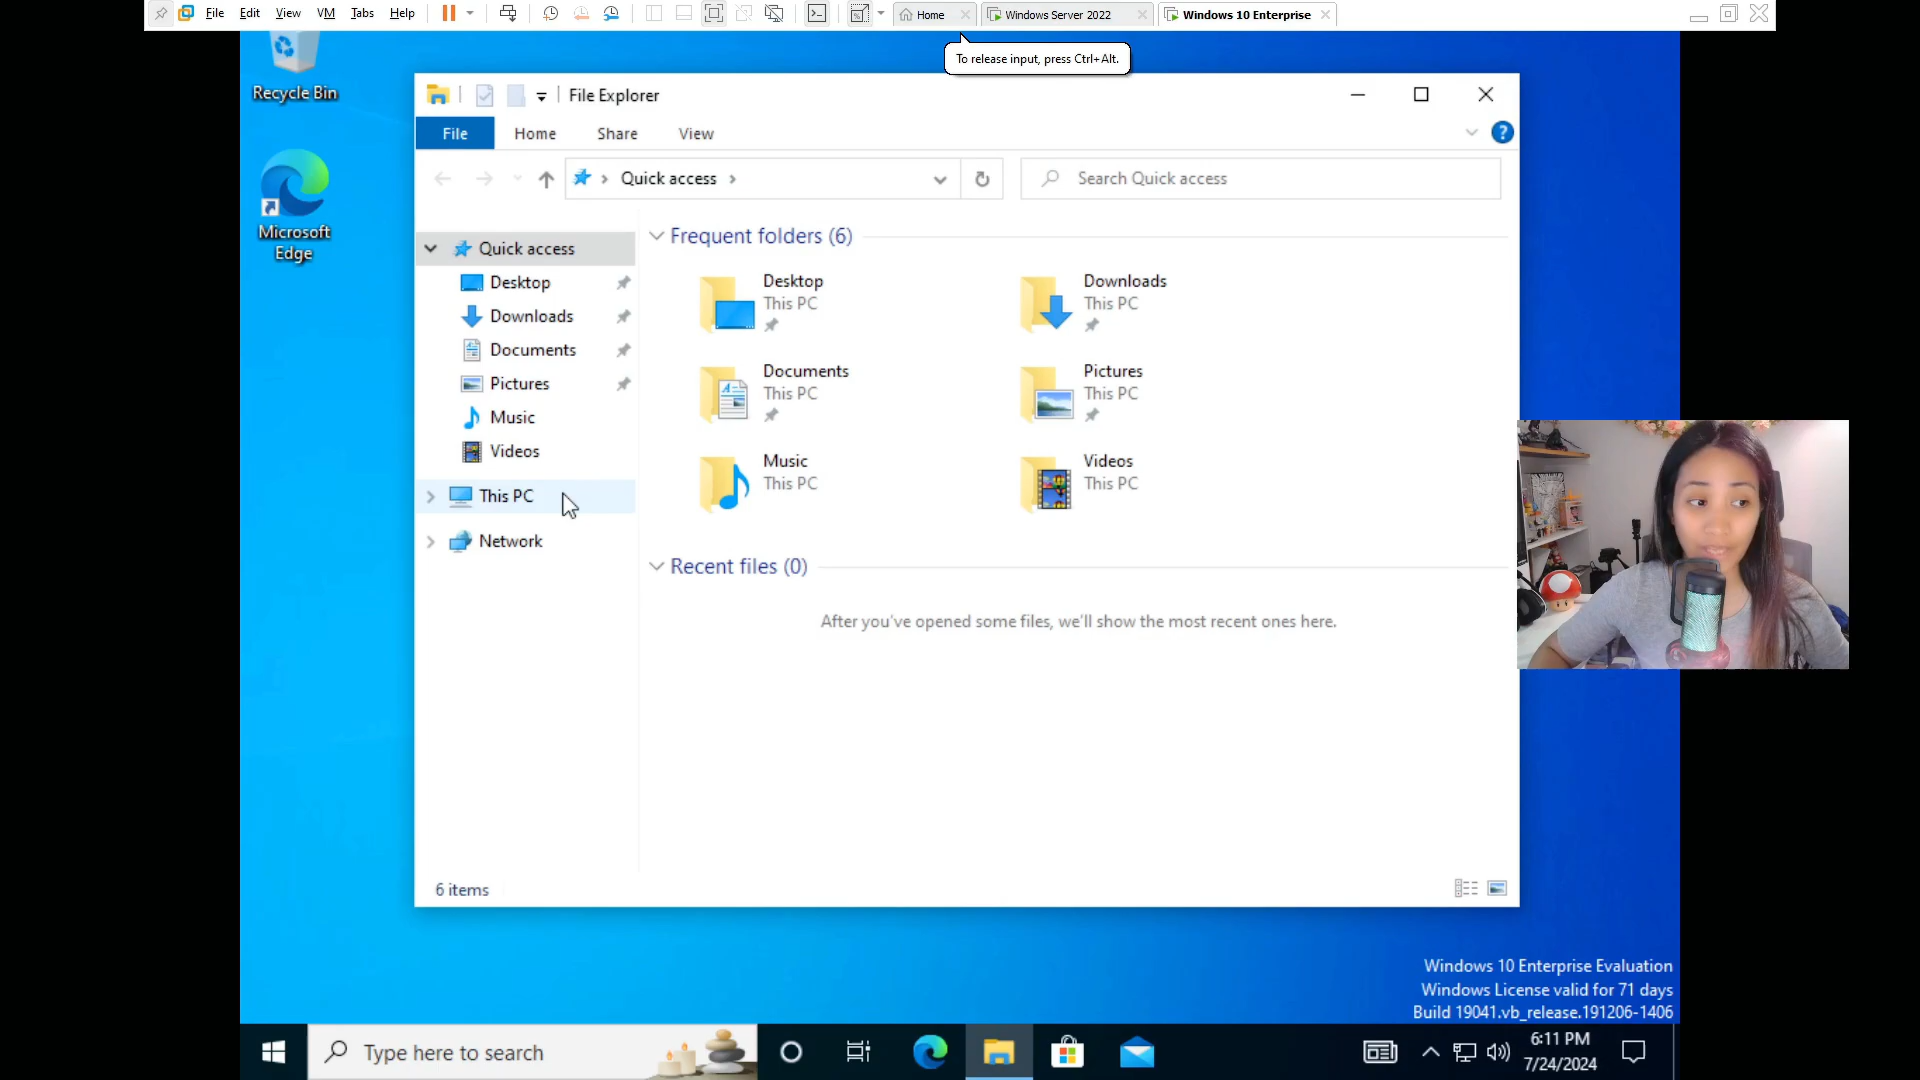 File Edit View VM Tabs Help
Home
Windows Server 2022
Windows 10 Enterprise
To release input, press Ctrl+Alt.
Recycle Bin
Microsoft
Edge
File Explorer
File Home Share View
Quick access
Search Quick access
Quick access
Desktop
Downloads
Documents
Pictures
Music
Videos
This PC
Network
Frequent folders (6)
Desktop
This PC
Downloads
This PC
Documents
This PC
Pictures
This PC
Music
This PC
Videos
This PC
Recent files (0)
After you've opened some files, we'll show the most recent ones here.
6 items
Windows 10 Enterprise Evaluation
Windows License valid for 71 days
Build 19041.vb_release.191206-1406
Type here to search
6:11 PM
7/24/2024